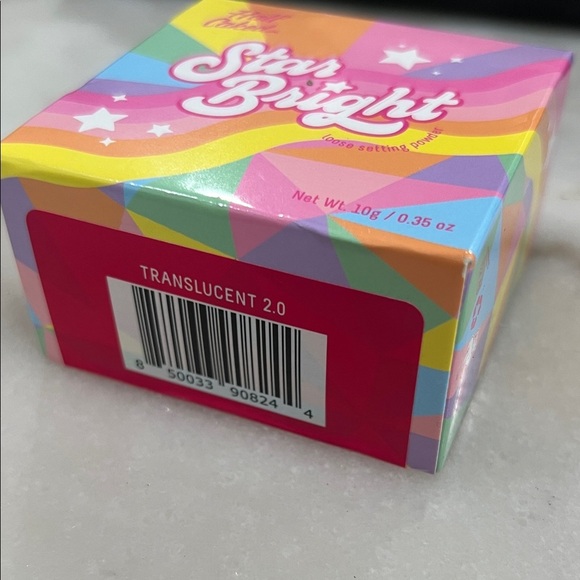 Star
Bright
loose setting powder
Net Wt. 10g / 0.35 oz
TRANSLUCENT 2.0
8 50033 90824 4